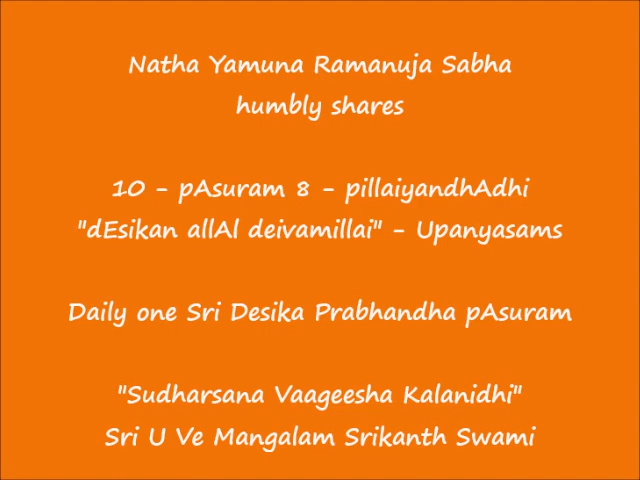 Natha Yamuna Ramanuja Sabha
humbly shares
10 - pAsuram 8 - pillaiyandhAdhi
"dEsikan allAl deivamillai" - Upanyasams
Daily one Sri Desika Prabhandha pAsuram
"Sudharsana Vaageesha Kalanidhi"
Sri U Ve Mangalam Srikanth Swami